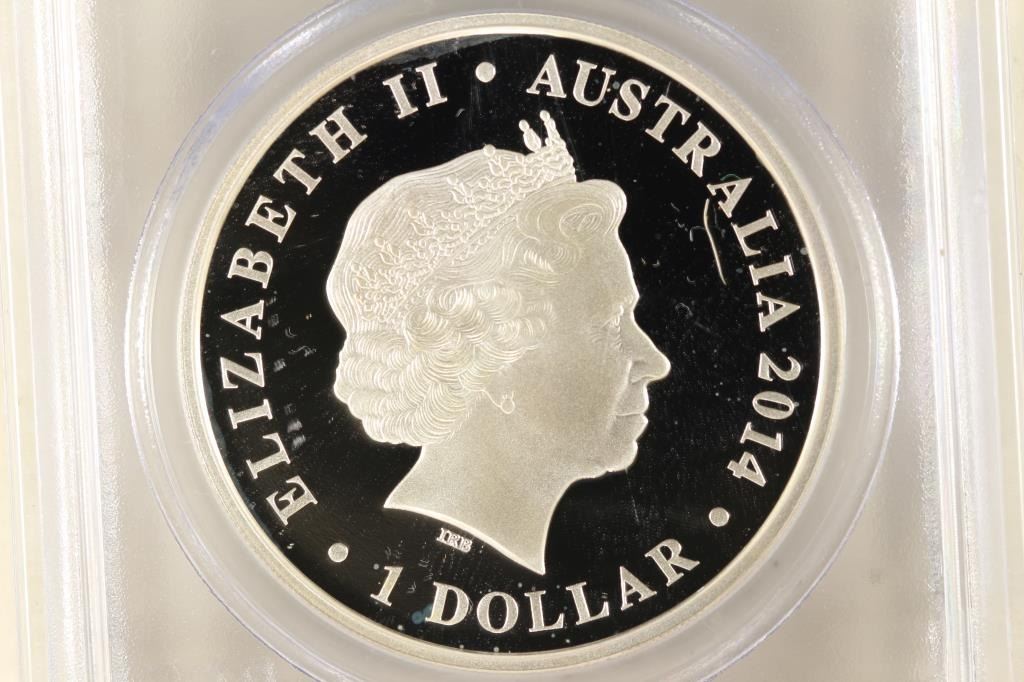 ELIZABETH II • AUSTRALIA 2014 • 1 DOLLAR •
IRB